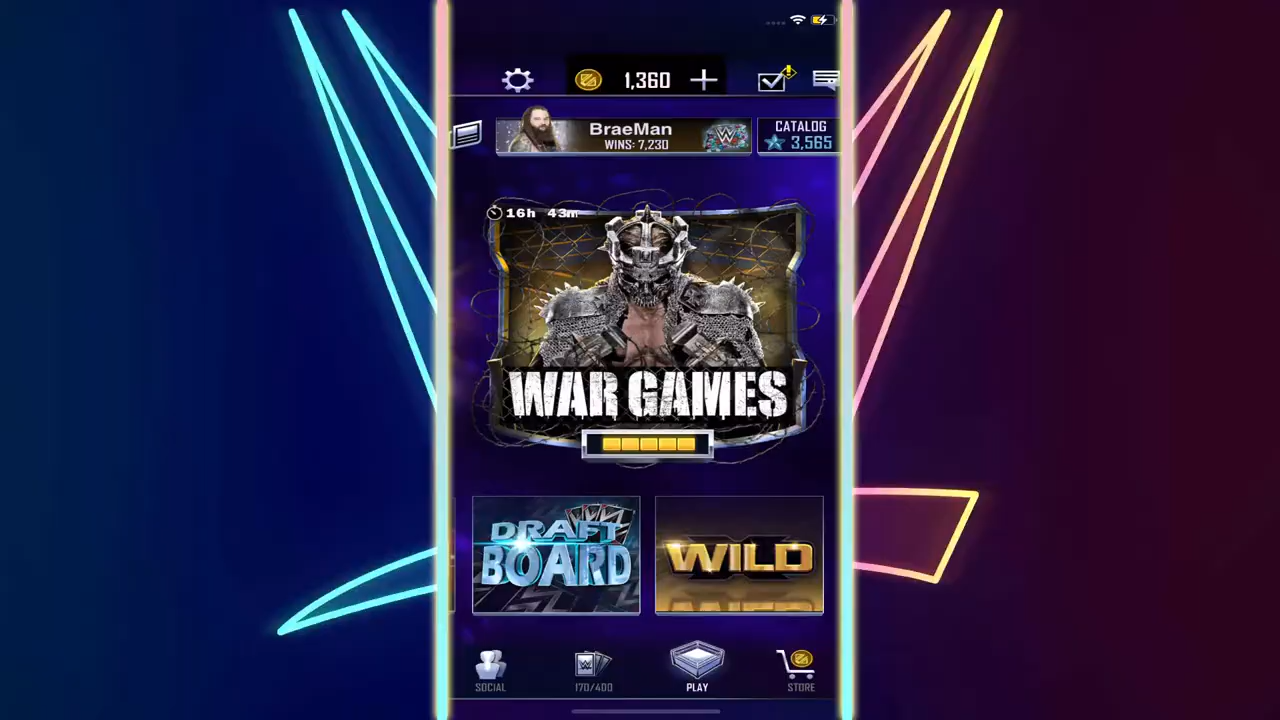 1,360
BraeMan
WINS: 7,230
CATALOG
3,565
16h 43m
WAR GAMES
DRAFT
BOARD
WILD
SOCIAL
170/400
PLAY
STORE